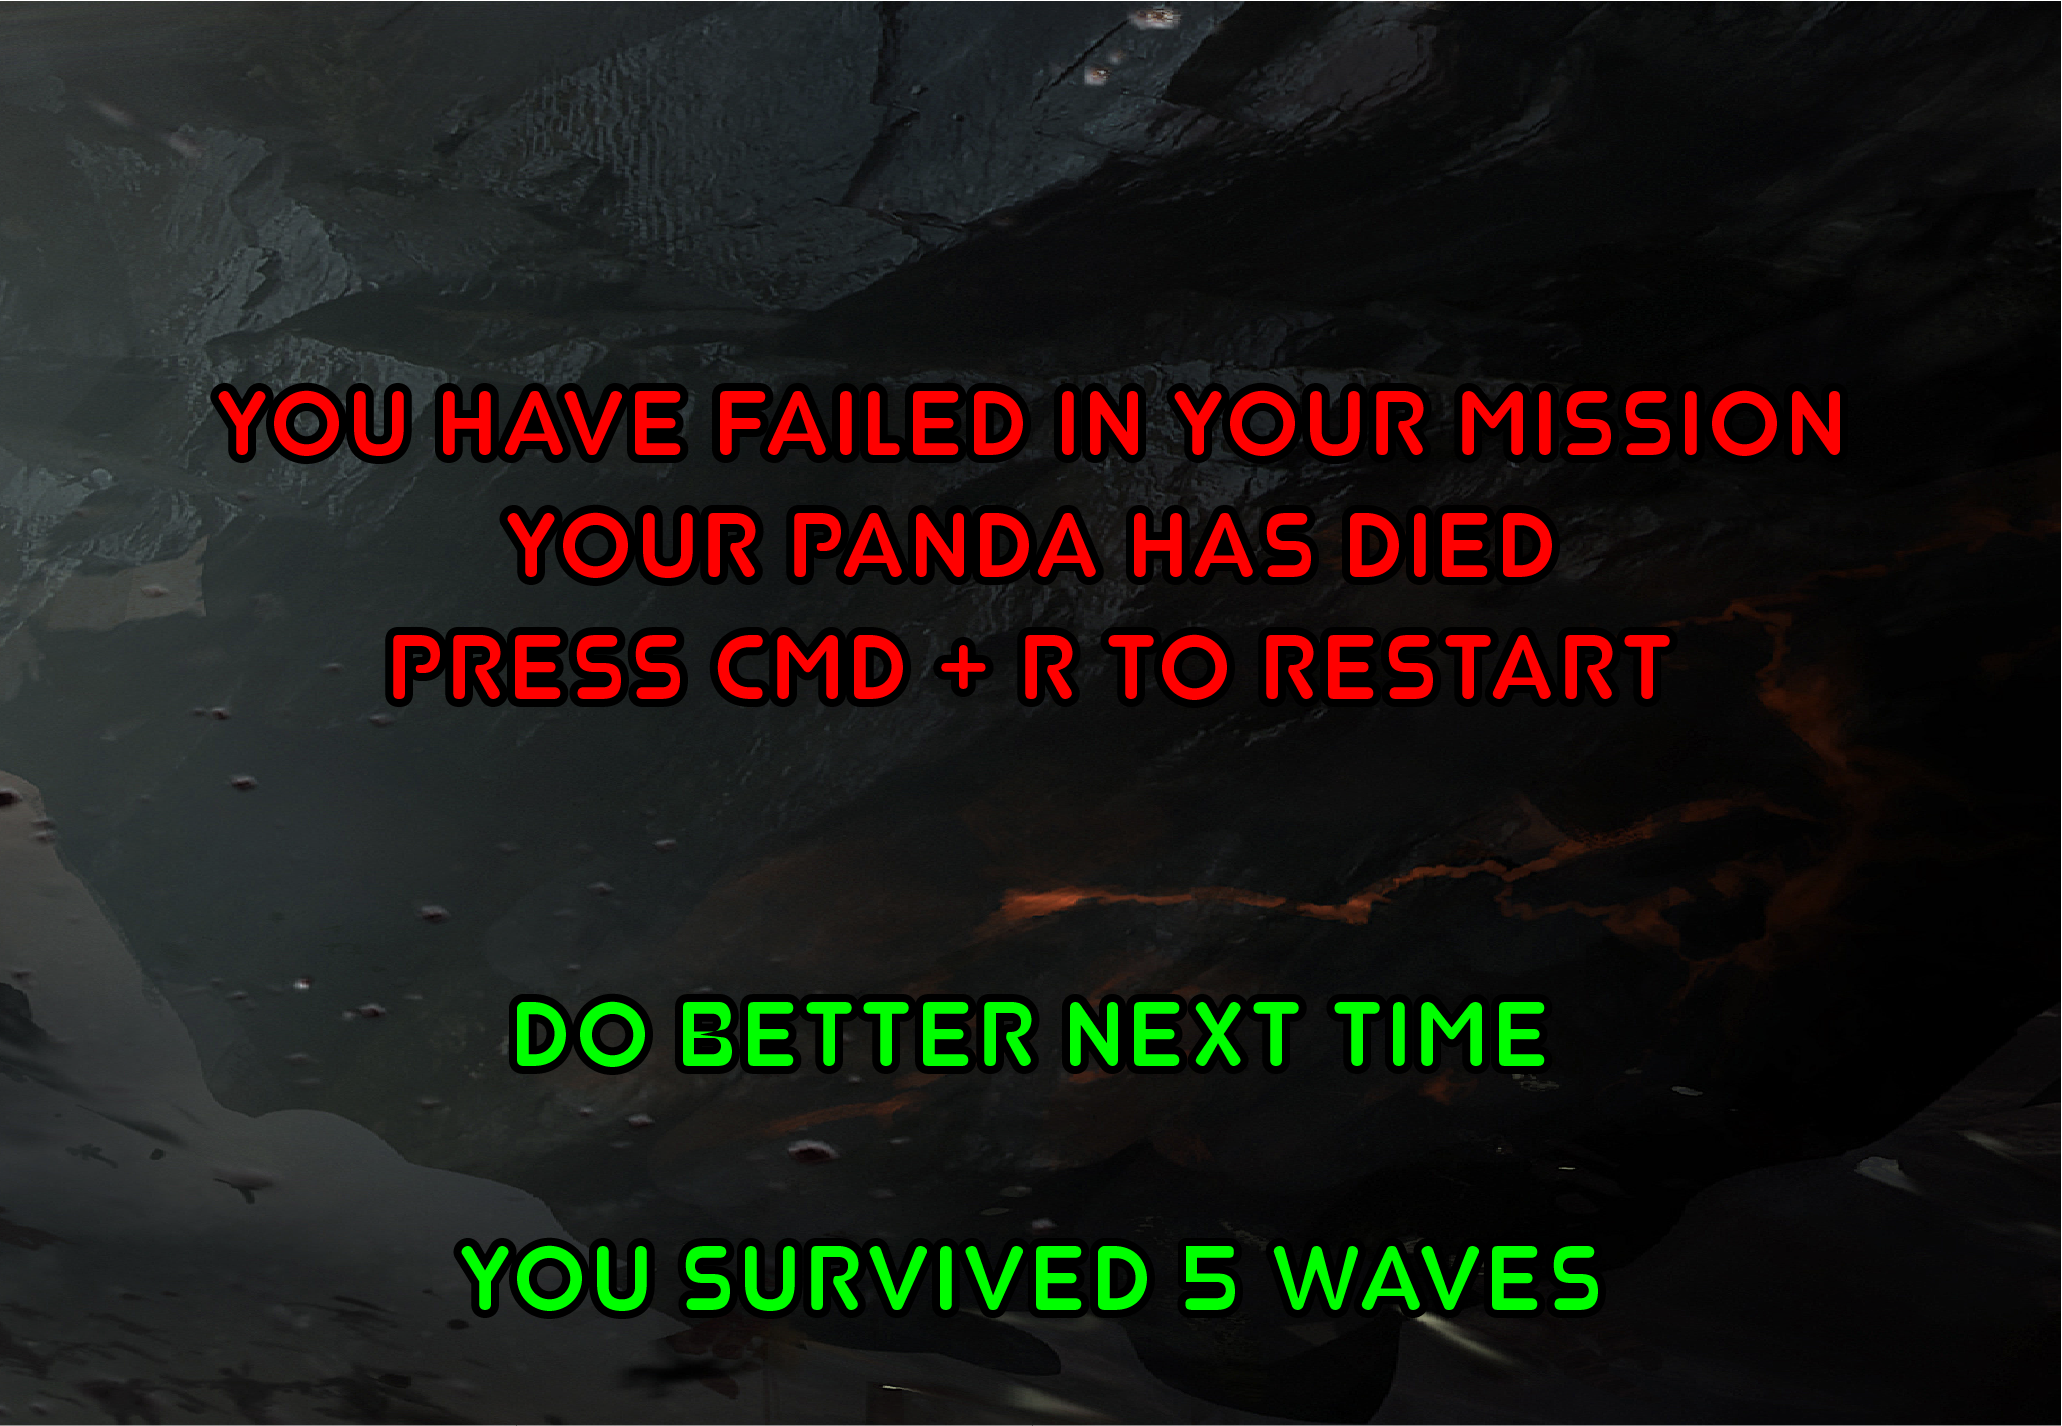 YOU HAVE FAILED IN YOUR MISSION
YOUR PANDA HAS DIED
PRESS CMD + R TO RESTART
DO BETTER NEXT TIME
YOU SURVIVED 5 WAVES